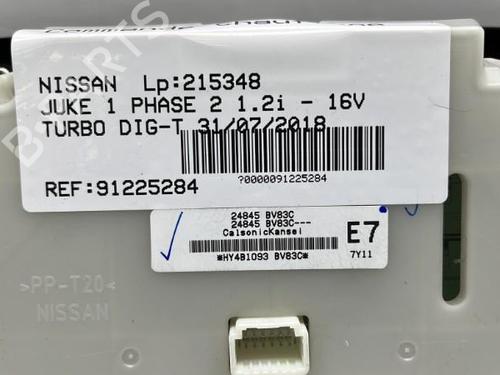 NISSAN Lp:215348
JUKE 1 PHASE 2 1.2i - 16V
TURBO DIG-T 31/07/2018
REF:91225284
?0000091225284
24845 BV83C
24845 BV83C---
CalsonicKansei
E7
*HY4B1093 BV83C*
7Y11
>PP-T20<
NISSAN